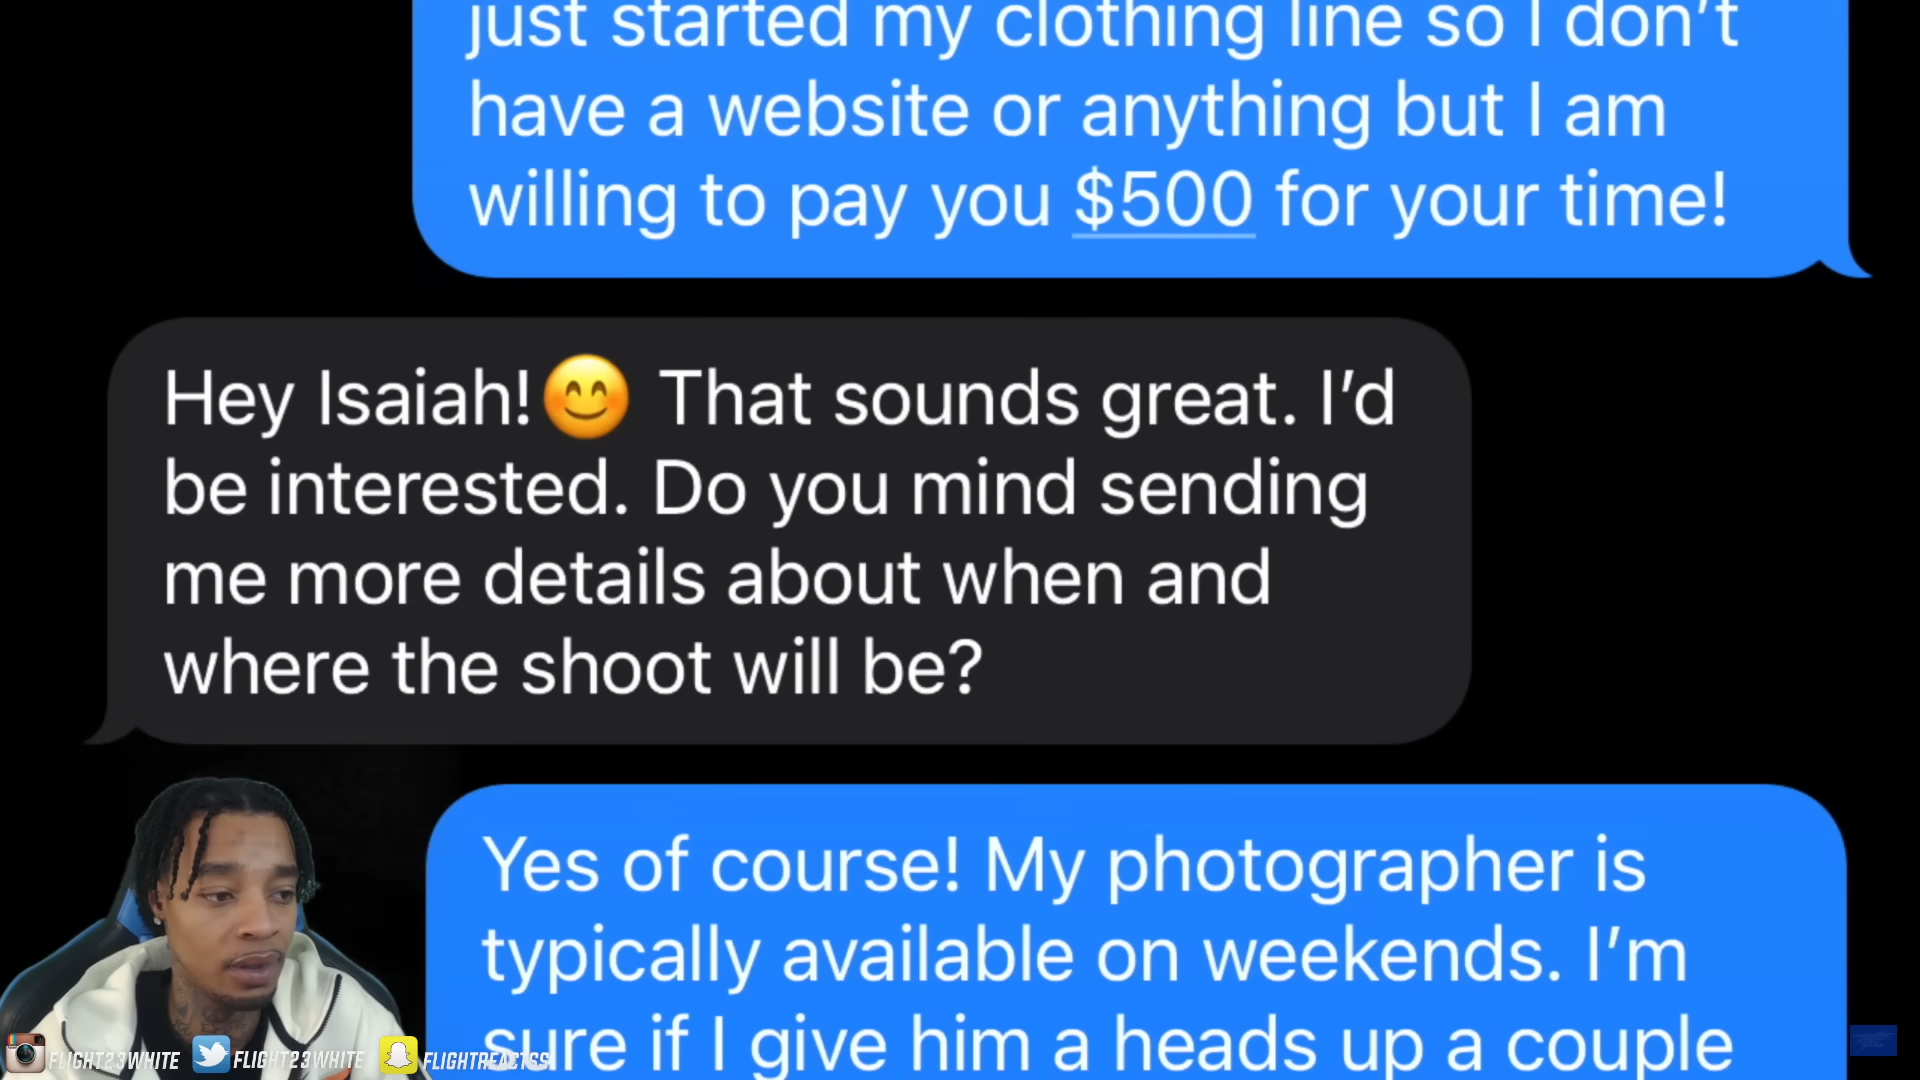 just started my clothing line so I don’t
have a website or anything but I am
willing to pay you $500 for your time!
Hey Isaiah!😊 That sounds great. I’d
be interested. Do you mind sending
me more details about when and
where the shoot will be?
Yes of course! My photographer is
typically available on weekends. I’m
sure if I give him a heads up a couple
FLIGHT23WHITE FLIGHT23WHITE FLIGHTREACTSS